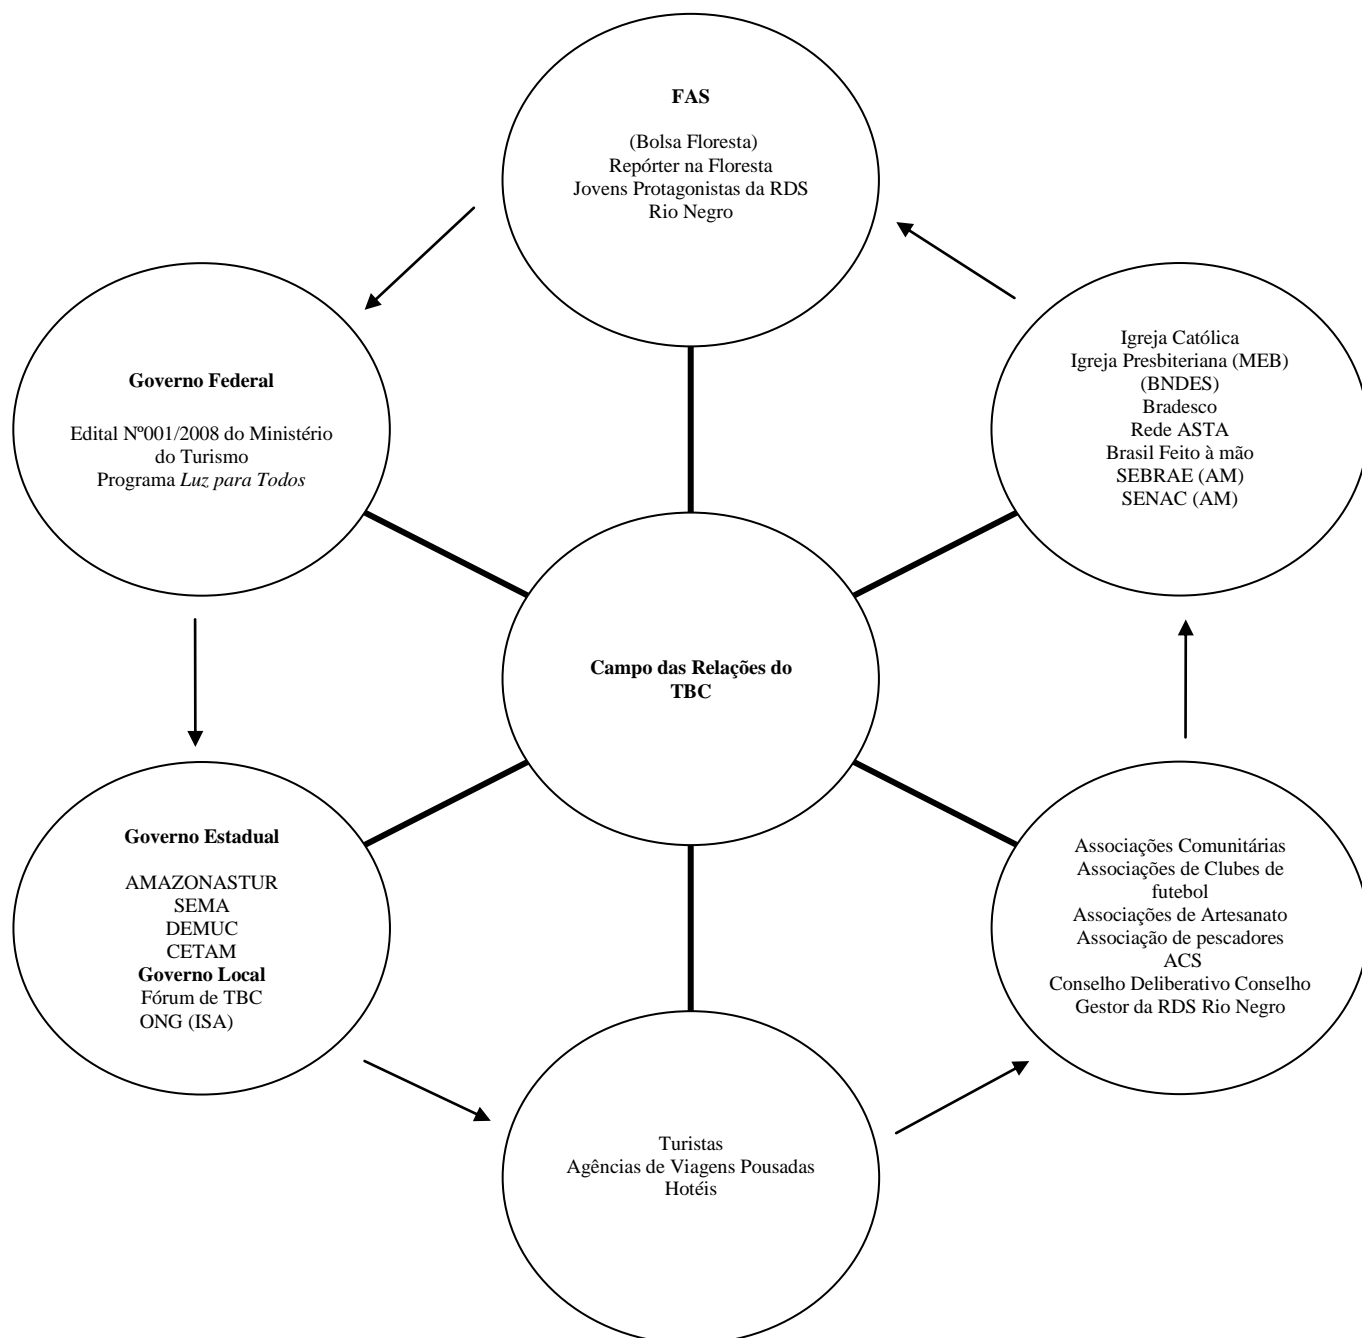 FAS
(Bolsa Floresta)
Repórter na Floresta
Jovens Protagonistas da RDS
Rio Negro
Governo Federal
Edital Nº001/2008 do Ministério
do Turismo
Programa Luz para Todos
Igreja Católica
Igreja Presbiteriana (MEB)
(BNDES)
Bradesco
Rede ASTA
Brasil Feito à mão
SEBRAE (AM)
SENAC (AM)
Campo das Relações do
TBC
Governo Estadual
AMAZONASTUR
SEMA
DEMUC
CETAM
Governo Local
Fórum de TBC
ONG (ISA)
Associações Comunitárias
Associações de Clubes de
futebol
Associações de Artesanato
Associação de pescadores
ACS
Conselho Deliberativo Conselho
Gestor da RDS Rio Negro
Turistas
Agências de Viagens Pousadas
Hotéis